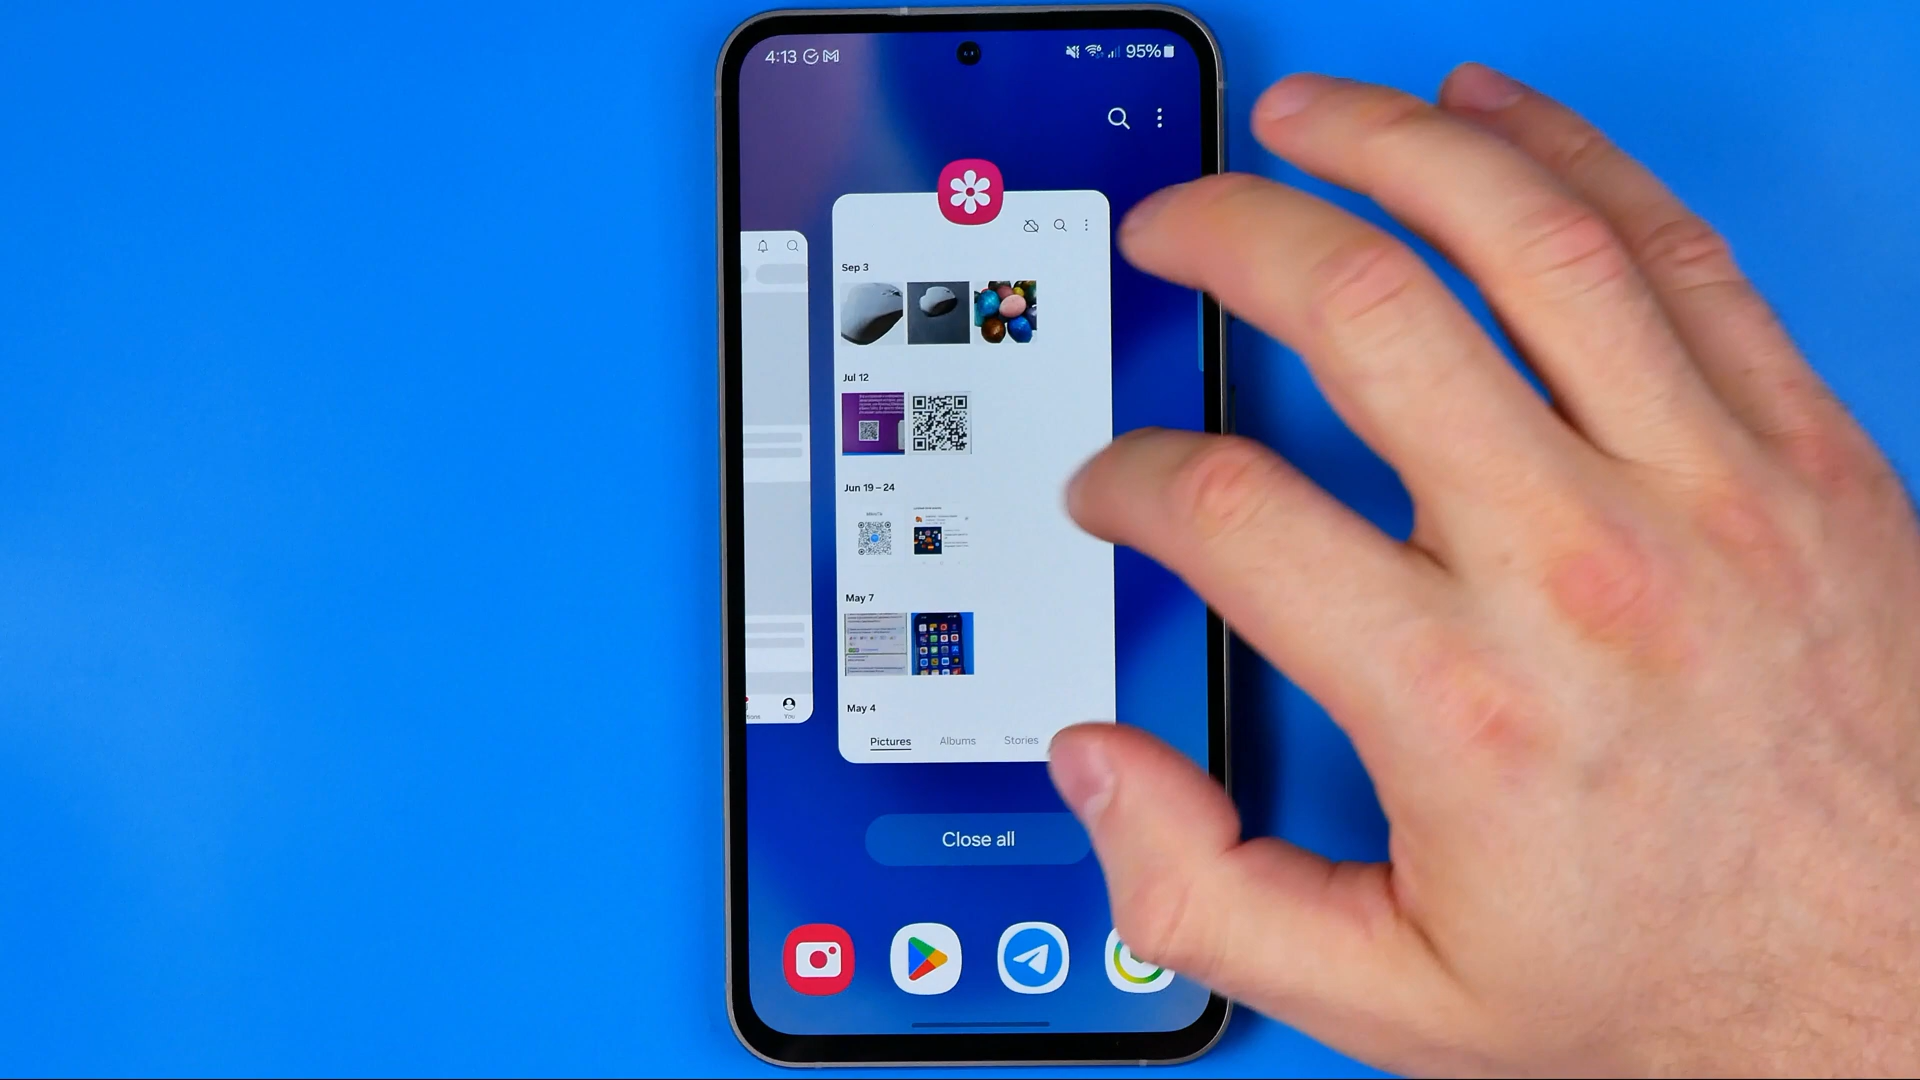 4:13
95%
Sep 3
Jul 12
Jun 19 – 24
May 7
May 4
You
Pictures Albums Stories
Close all